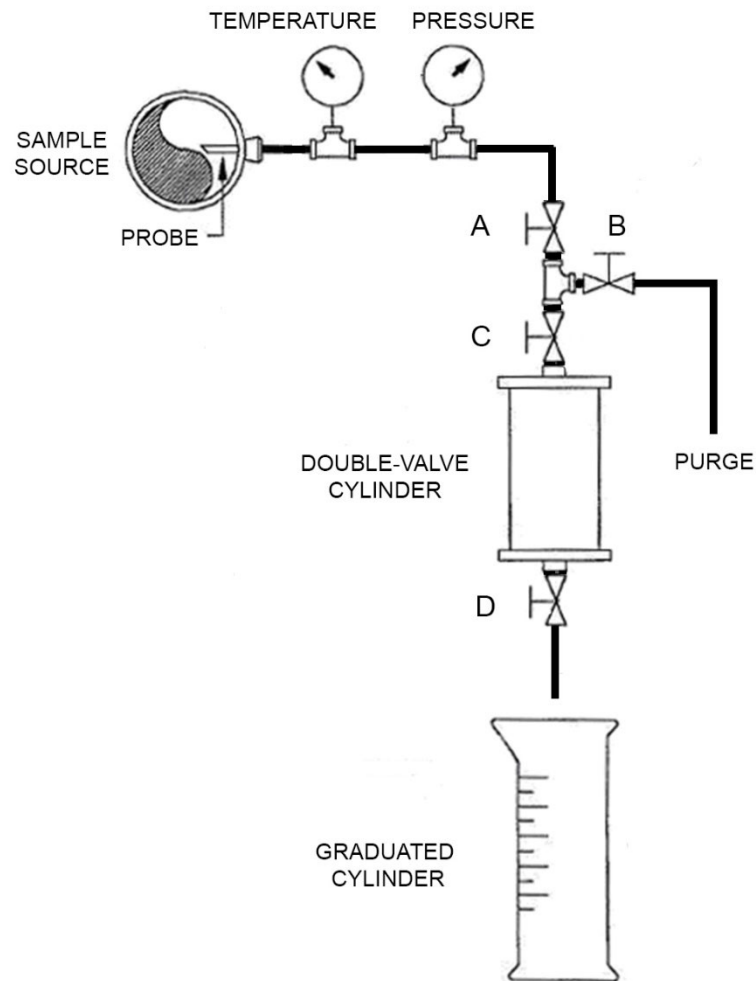 TEMPERATURE
PRESSURE
SAMPLE
SOURCE
PROBE
A
B
C
DOUBLE-VALVE
CYLINDER
PURGE
D
GRADUATED
CYLINDER